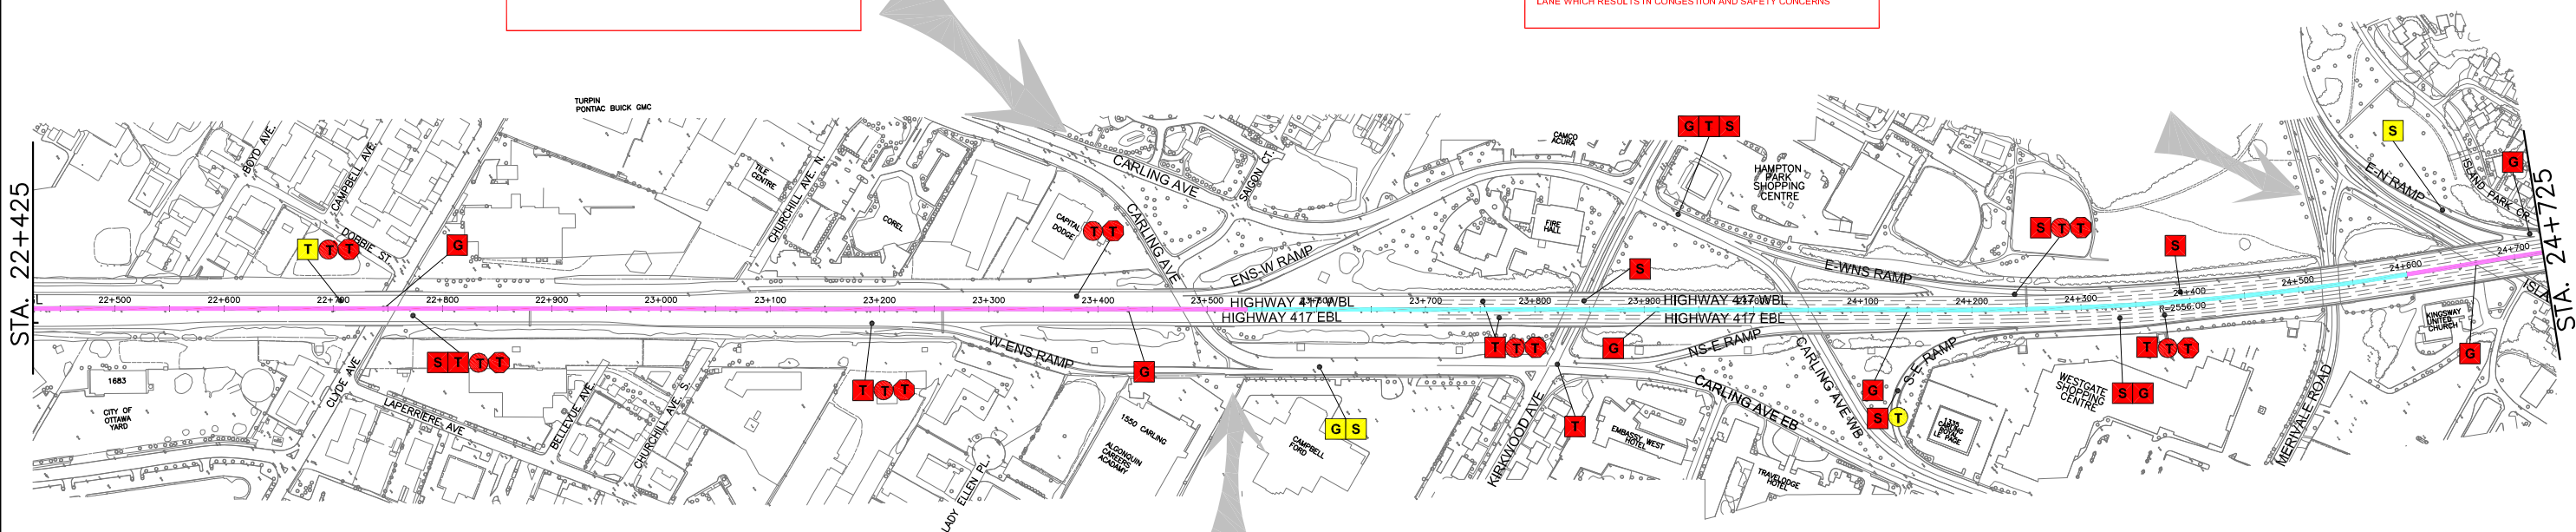 LANE WHICH RESULTS IN CONGESTION AND SAFETY CONCERNS
STA. 22+425
STA. 24+725
TURPIN
PONTIAC BUICK GMC
BOYD AVE.
CAMPBELL AVE.
DOBBIE ST.
TILE
CENTRE
CHURCHILL AVE. N.
COREL
CAPITAL
DODGE
CARLING AVE
CARLING AVE
SAIGON CT.
CAMCO
ACURA
FIRE
HALL
HAMPTON
PARK
SHOPPING
CENTRE
ENS-W RAMP
E-WNS RAMP
E-N RAMP
ISLAND PARK CR.
T T T
G
T T
G T S
S
S T T
S
S
G
22+500
22+600
22+700
22+800
22+900
23+000
23+100
23+200
23+300
23+400
23+500
23+700
23+800
23+900
24+100
24+200
24+300
24+400
24+500
24+600
24+700
HIGHWAY 417 WBL
HIGHWAY 417 EBL
HIGHWAY 417 WBL
HIGHWAY 417 EBL
R=2556.00
W-ENS RAMP
NS-E RAMP
S-E RAMP
CARLING AVE WB
CARLING AVE EB
S T T T
T T T
G
G S
T T T
G
T
G
S T
T T T
S G
G
1683
CITY OF
OTTAWA
YARD
CLYDE AVE
LAPERRIERE AVE
BELLEVUE AVE.
CHURCHILL AVE. S.
LADY ELLEN PL.
1550 CARLING
ALGONQUIN
CAREERS
ACADAMY
CAMPBELL
FORD
KIRKWOOD AVE
EMBASSY WEST
HOTEL
TRAVELODGE
HOTEL
WESTGATE
SHOPPING
CENTRE
MERIVALE ROAD
KINGSWAY
UNITED
CHURCH